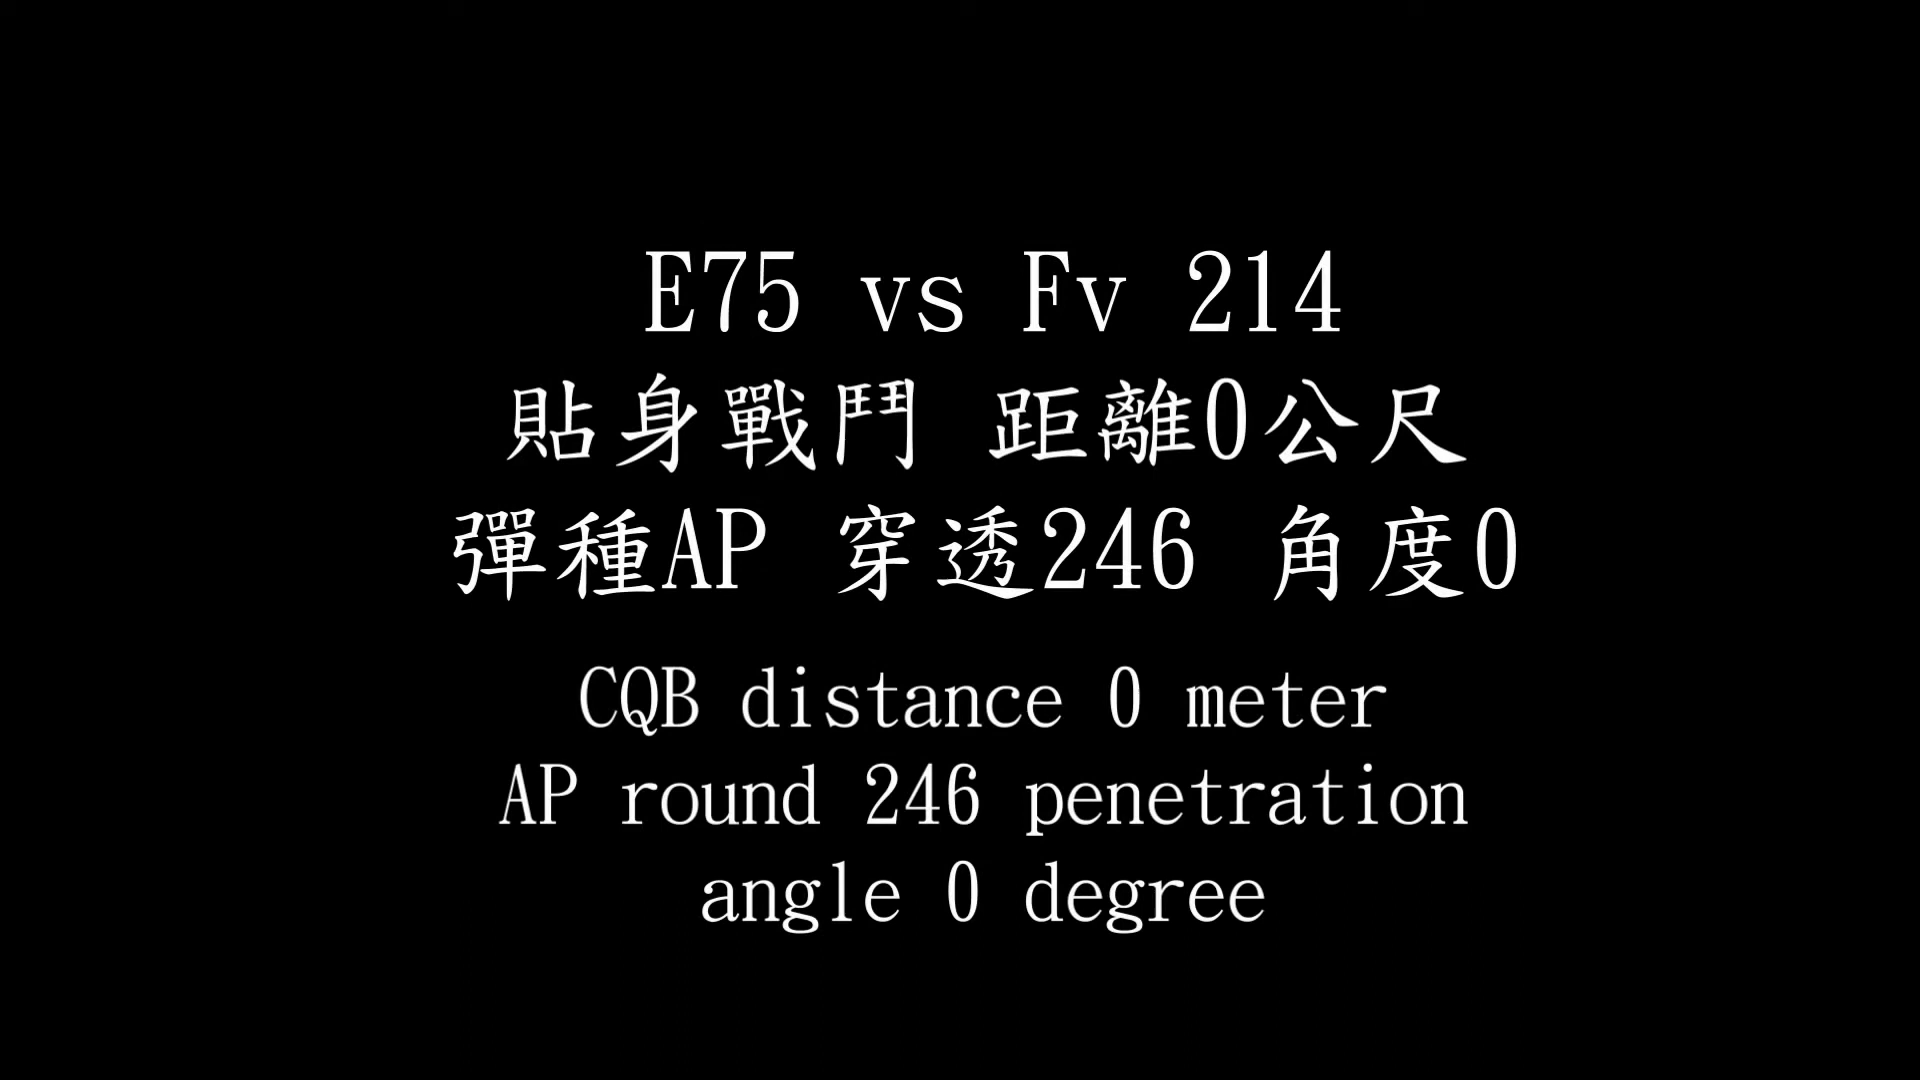 E75 vs Fv 214
貼身戰鬥 距離0公尺
彈種AP 穿透246 角度0
CQB distance 0 meter
AP round 246 penetration
angle 0 degree